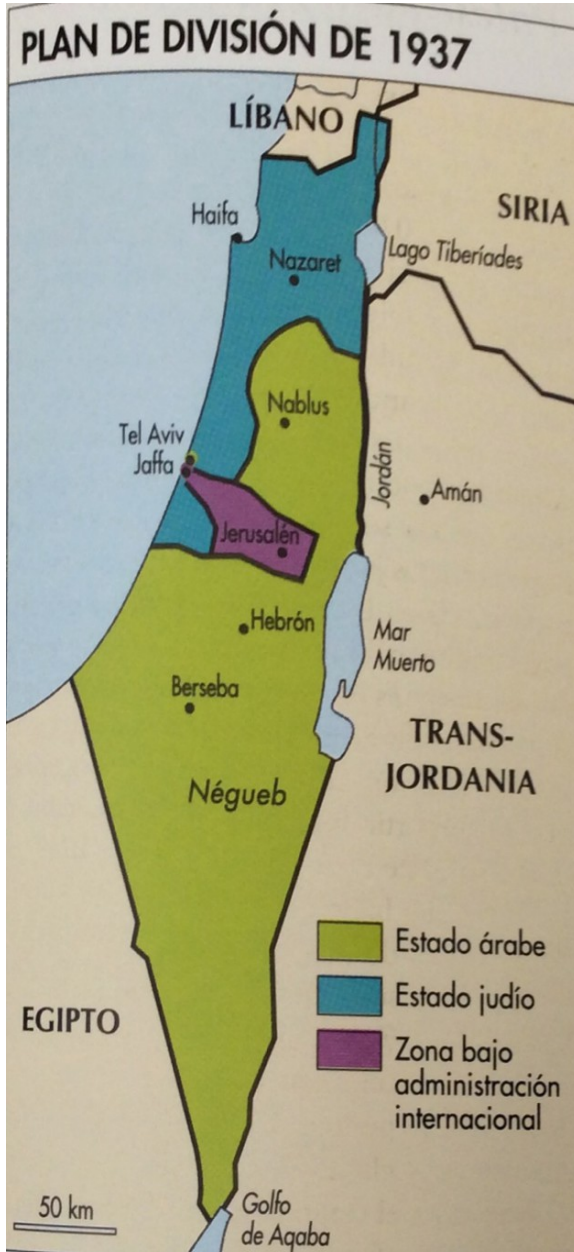 PLAN DE DIVISIÓN DE 1937
LÍBANO
SIRIA
Haifa
Lago Tiberíades
Nazaret
Nablus
Tel Aviv
Jaffa
Jordán
Amán
Jerusalén
Hebrón
Mar
Muerto
Berseba
TRANS-
JORDANIA
Négueb
Estado árabe
Estado judío
EGIPTO
Zona bajo
administración
internacional
50 km
Golfo
de Aqaba